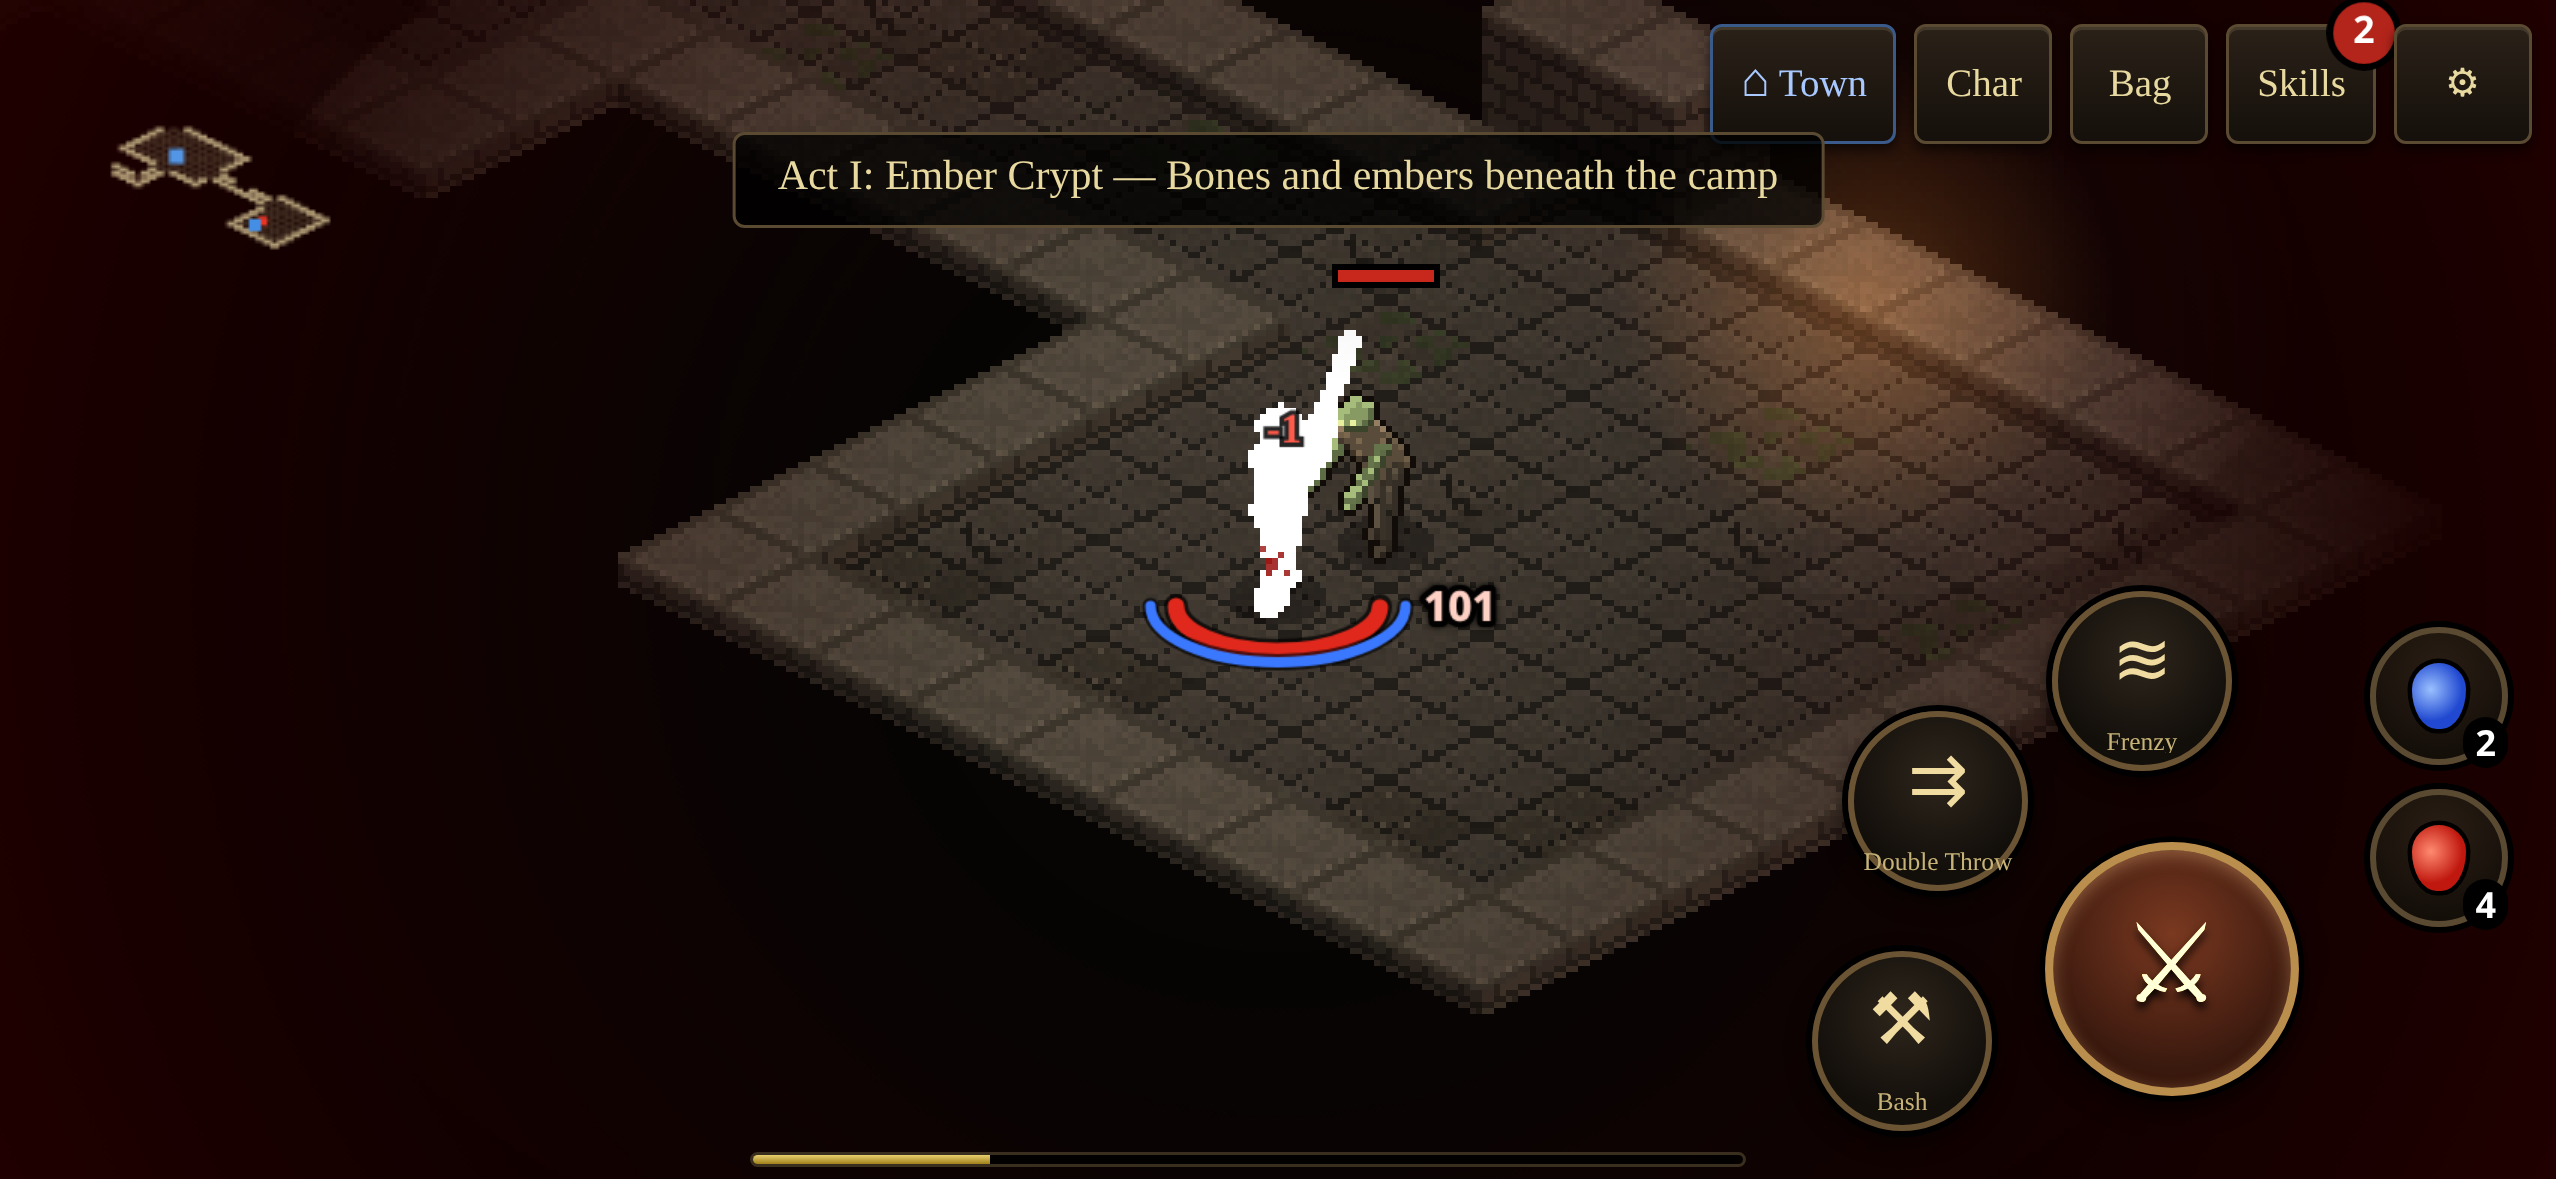 2
⌂ Town
Char
Bag
Skills
Act I: Ember Crypt — Bones and embers beneath the camp
-1
101
Frenzy
2
Double Throw
4
Bash